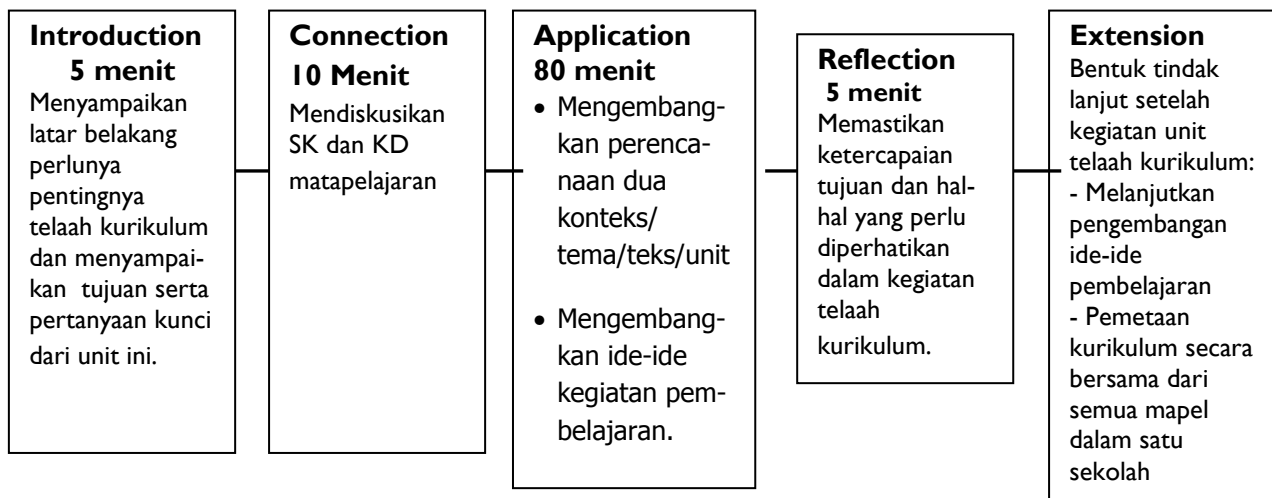 Introduction
5 menit
Menyampaikan
latar belakang
perlunya
pentingnya
telaah kurikulum
dan menyampai-
kan tujuan serta
pertanyaan kunci
dari unit ini.
Connection
10 Menit
Mendiskusikan
SK dan KD
matapelajaran
Application
80 menit
• Mengembang-
kan perenca-
naan dua
konteks/
tema/teks/unit
• Mengembang-
kan ide-ide
kegiatan pem-
belajaran.
Reflection
5 menit
Memastikan
ketercapaian
tujuan dan hal-
hal yang perlu
diperhatikan
dalam kegiatan
telaah
kurikulum.
Extension
Bentuk tindak
lanjut setelah
kegiatan unit
telaah kurikulum:
- Melanjutkan
pengembangan
ide-ide
pembelajaran
- Pemetaan
kurikulum secara
bersama dari
semua mapel
dalam satu
sekolah